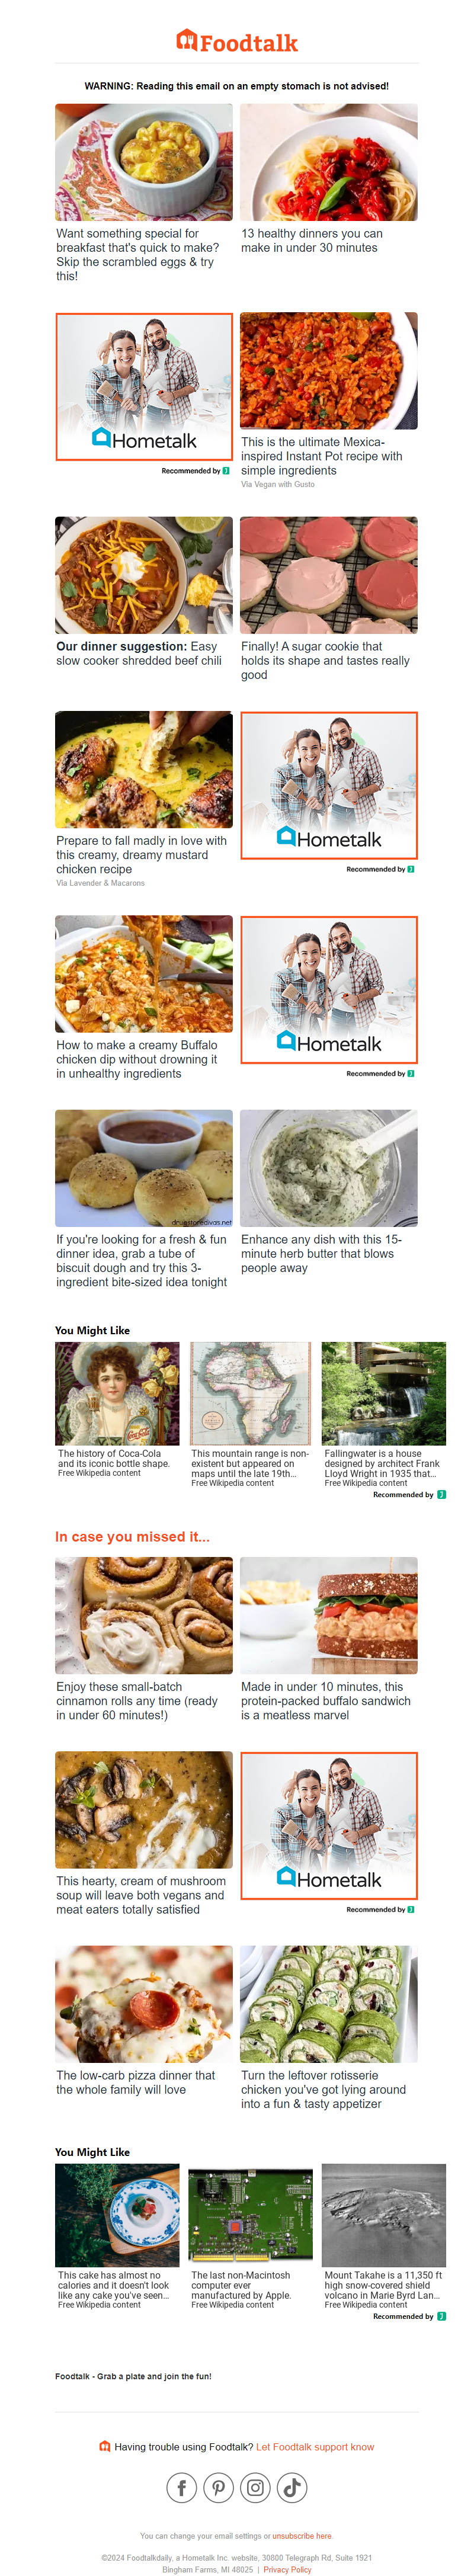 Foodtalk
WARNING: Reading this email on an empty stomach is not advised!
Want something special for
breakfast that's quick to make?
Skip the scrambled eggs & try
this!
13 healthy dinners you can
make in under 30 minutes
Hometalk
Recommended by
This is the ultimate Mexica-
inspired Instant Pot recipe with
simple ingredients
Via Vegan with Gusto
Our dinner suggestion: Easy
slow cooker shredded beef chili
Finally! A sugar cookie that
holds its shape and tastes really
good
Prepare to fall madly in love with
this creamy, dreamy mustard
chicken recipe
Via Lavender & Macarons
Hometalk
Recommended by
How to make a creamy Buffalo
chicken dip without drowning it
in unhealthy ingredients
Hometalk
Recommended by
drugstoredivas.net
If you're looking for a fresh & fun
dinner idea, grab a tube of
biscuit dough and try this 3-
ingredient bite-sized idea tonight
Enhance any dish with this 15-
minute herb butter that blows
people away
You Might Like
Coca-Cola
The history of Coca-Cola
and its iconic bottle shape.
Free Wikipedia content
This mountain range is non-
existent but appeared on
maps until the late 19th...
Free Wikipedia content
Fallingwater is a house
designed by architect Frank
Lloyd Wright in 1935 that...
Free Wikipedia content
Recommended by
In case you missed it...
Enjoy these small-batch
cinnamon rolls any time (ready
in under 60 minutes!)
Made in under 10 minutes, this
protein-packed buffalo sandwich
is a meatless marvel
This hearty, cream of mushroom
soup will leave both vegans and
meat eaters totally satisfied
Hometalk
Recommended by
The low-carb pizza dinner that
the whole family will love
Turn the leftover rotisserie
chicken you've got lying around
into a fun & tasty appetizer
You Might Like
This cake has almost no
calories and it doesn't look
like any cake you've seen...
Free Wikipedia content
The last non-Macintosh
computer ever
manufactured by Apple.
Free Wikipedia content
Mount Takahe is a 11,350 ft
high snow-covered shield
volcano in Marie Byrd Lan...
Free Wikipedia content
Recommended by
Foodtalk - Grab a plate and join the fun!
Having trouble using Foodtalk? Let Foodtalk support know
You can change your email settings or unsubscribe here.
©2024 Foodtalkdaily, a Hometalk Inc. website, 30800 Telegraph Rd, Suite 1921
Bingham Farms, MI 48025 | Privacy Policy